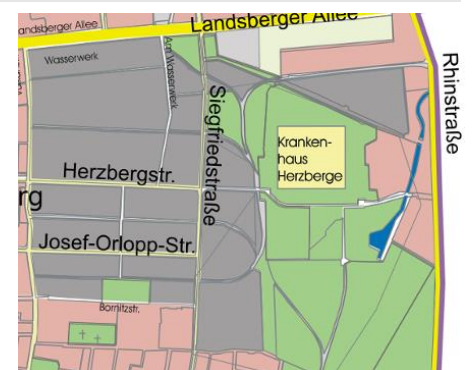 Landsberger Allee
Landsberger Allee
Wasserwerk
Am Wasserwerk
Siegfriedstraße
Rhinstraße
Kranken-
haus
Herzberge
Herzbergstr.
rg
Josef-Orlopp-Str.
Bornitzstr.